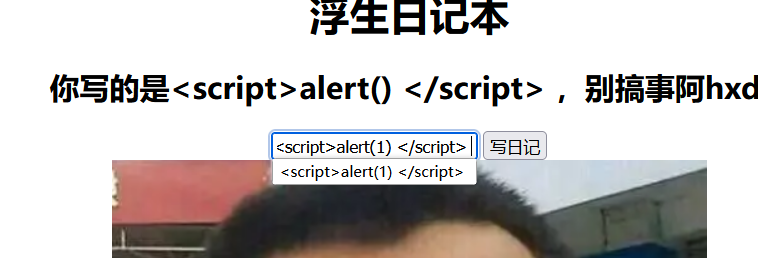 浮生日记本
你写的是<script>alert() </script> ，别搞事阿hxd
<script>alert(1) </script> 写日记
<script>alert(1) </script>